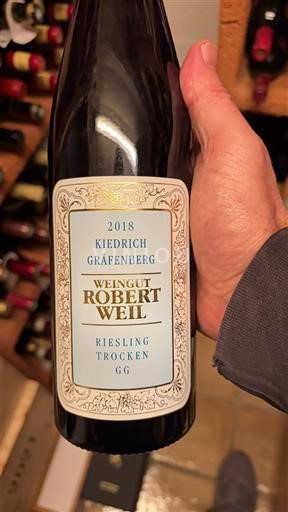 2018
KIEDRICH
GRÄFENBERG
WEINGUT
ROBERT
WEIL
RIESLING
TROCKEN
GG